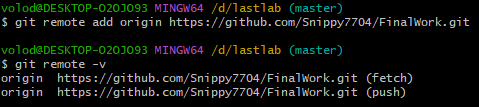 volod@DESKTOP-O2OJO93 MINGW64 /d/lastlab (master)
$ git remote add origin https://github.com/Snippy7704/FinalWork.git
volod@DESKTOP-O2OJO93 MINGW64 /d/lastlab (master)
$ git remote -v
origin  https://github.com/Snippy7704/FinalWork.git (fetch)
origin  https://github.com/Snippy7704/FinalWork.git (push)